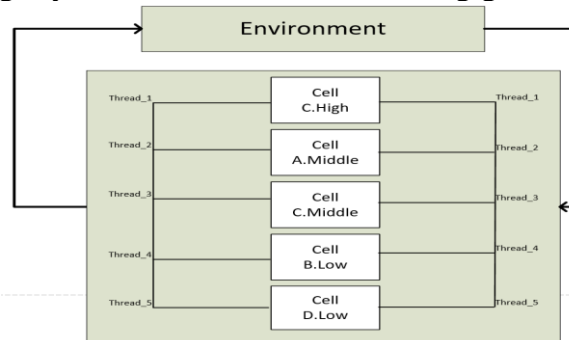 Environment
Thread_1
Cell
C.High
Thread_1
Thread_2
Cell
A.Middle
Thread_2
Thread_3
Cell
C.Middle
Thread_3
Thread_4
Cell
B.Low
Thread_4
Thread_5
Cell
D.Low
Thread_5